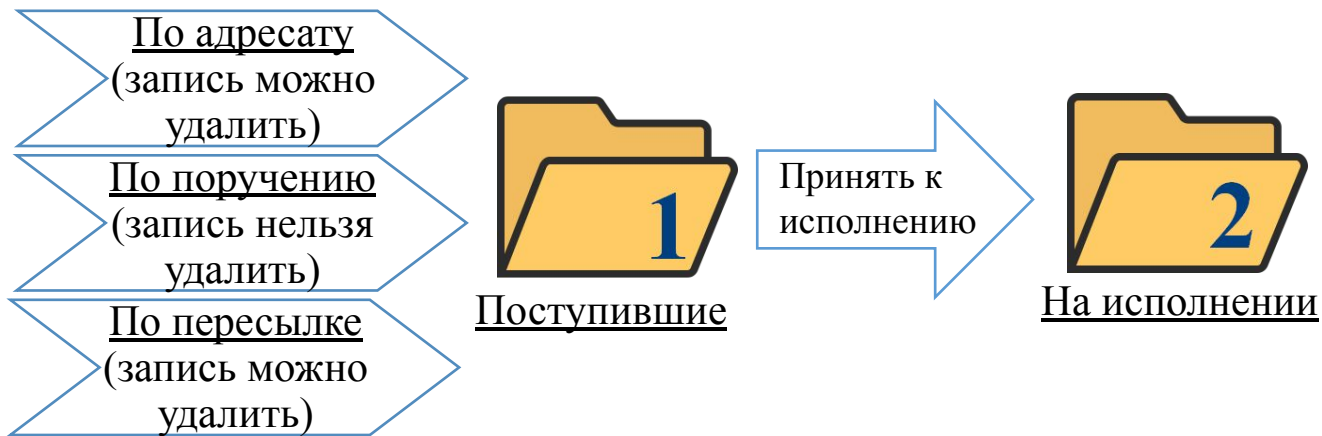 По адресату
(запись можно
удалить)
По поручению
(запись нельзя
удалить)
По пересылке
(запись можно
удалить)
1
Поступившие
Принять к
исполнению
2
На исполнении